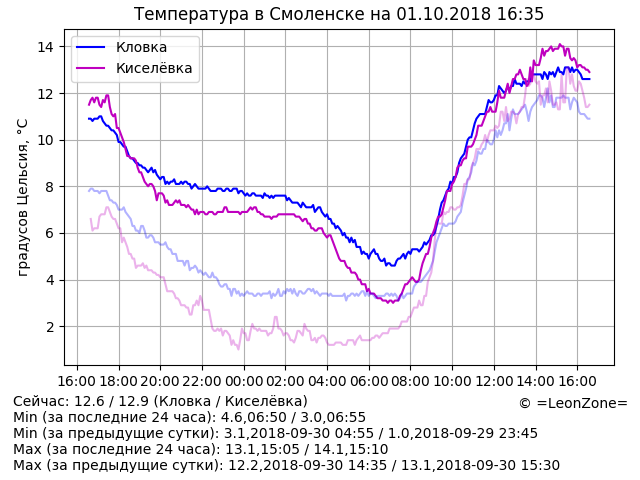 Температура в Смоленске на 01.10.2018 16:35
Кловка
Киселёвка
градусов Цельсия, °C
14
12
10
8
6
4
2
16:00 18:00 20:00 22:00 00:00 02:00 04:00 06:00 08:00 10:00 12:00 14:00 16:00
Сейчас: 12.6 / 12.9 (Кловка / Киселёвка)
© =LeonZone=
Min (за последние 24 часа): 4.6,06:50 / 3.0,06:55
Min (за предыдущие сутки): 3.1,2018-09-30 04:55 / 1.0,2018-09-29 23:45
Max (за последние 24 часа): 13.1,15:05 / 14.1,15:10
Max (за предыдущие сутки): 12.2,2018-09-30 14:35 / 13.1,2018-09-30 15:30